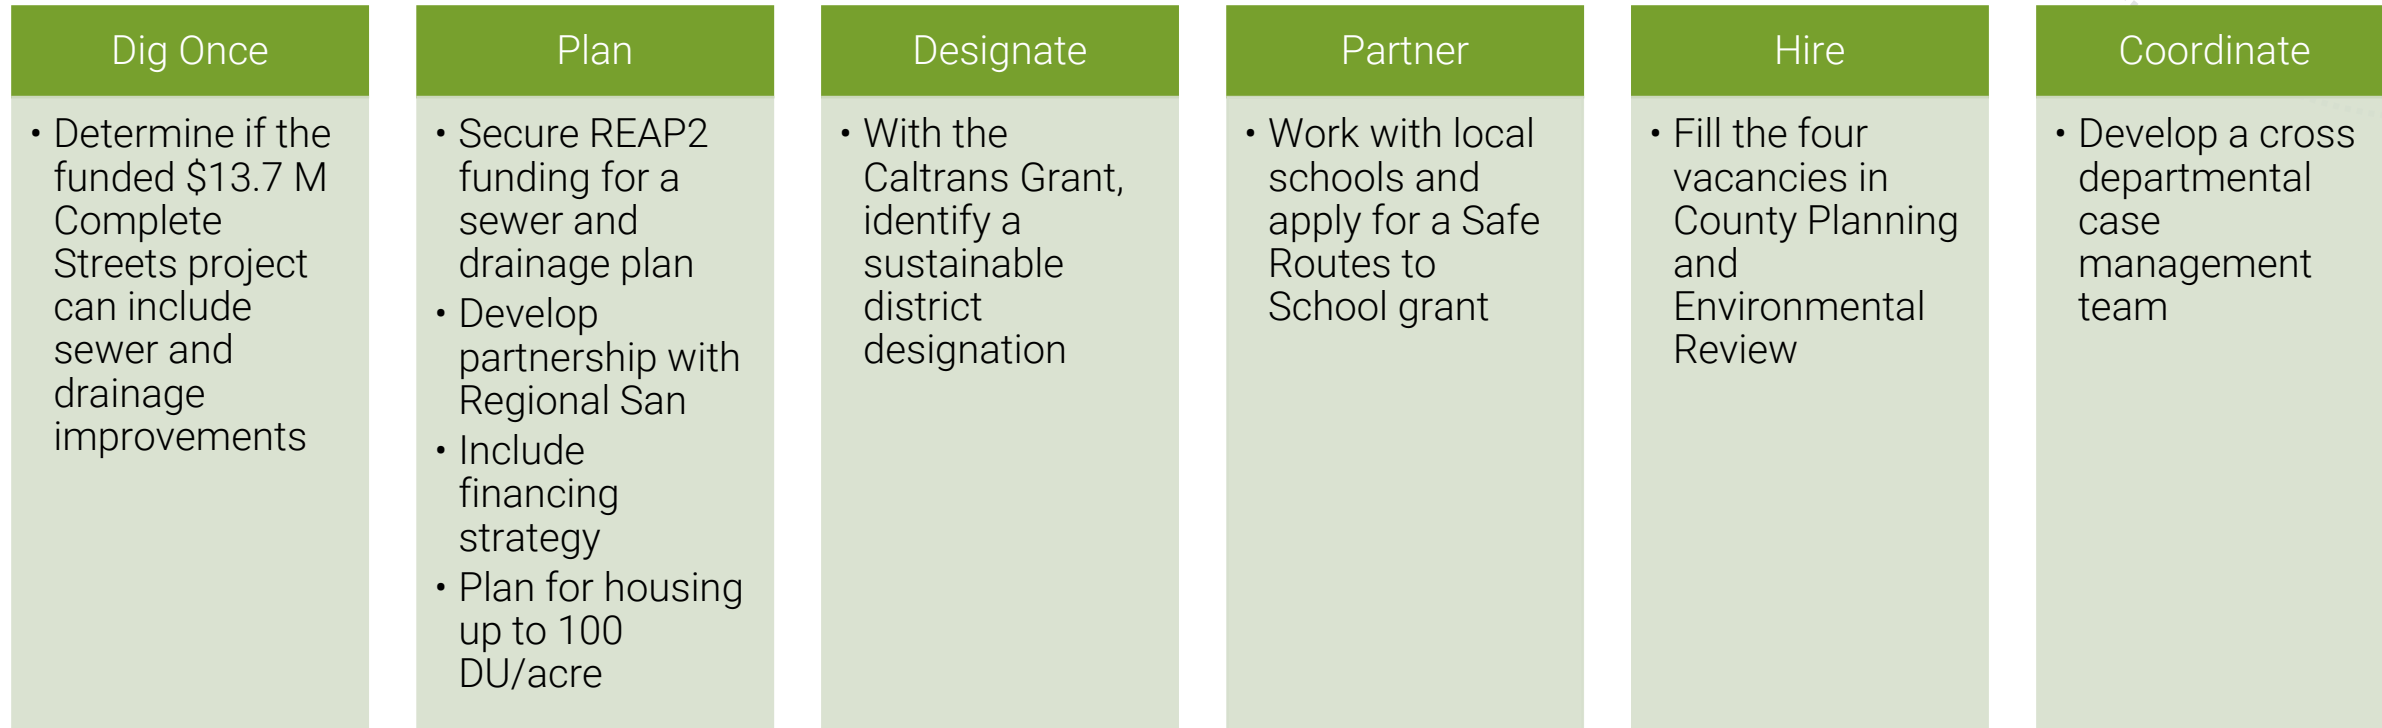 Dig Once
• Determine if the
funded $13.7 M
Complete
Streets project
can include
sewer and
drainage
improvements
Plan
• Secure REAP2
funding for a
sewer and
drainage plan
• Develop
partnership with
Regional San
• Include
financing
strategy
• Plan for housing
up to 100
DU/acre
Designate
• With the
Caltrans Grant,
identify a
sustainable
district
designation
Partner
• Work with local
schools and
apply for a Safe
Routes to
School grant
Hire
• Fill the four
vacancies in
County Planning
and
Environmental
Review
Coordinate
• Develop a cross
departmental
case
management
team